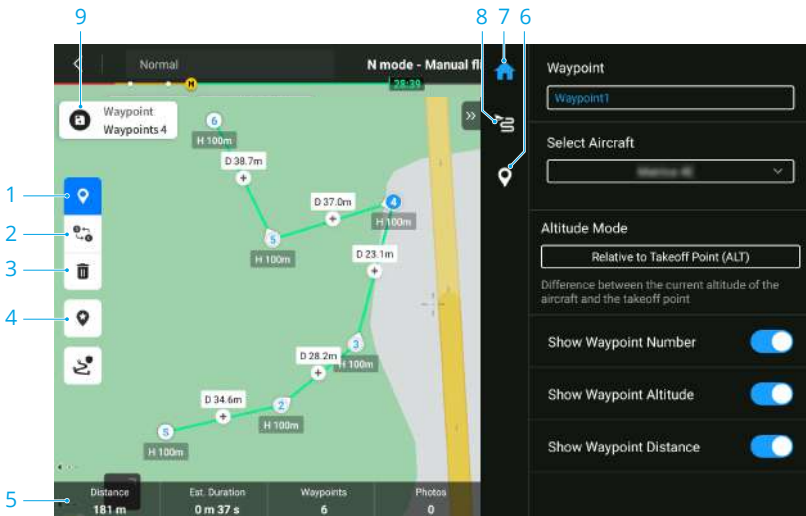 9
8
7
6
Normal
N mode - Manual fli
H
28:39
Waypoint
Waypoints 4
1
2
3
4
5
6
H 100m
D 38.7m
D 37.0m
4
H 100m
5
H 100m
D 23.1m
3
H 100m
D 28.2m
D 34.6m
2
H 100m
S
H 100m
Distance
Est. Duration
Waypoints
Photos
181 m
0 m 37 s
6
0
Waypoint
Waypoint1
Select Aircraft
Altitude Mode
Relative to Takeoff Point (ALT)
Difference between the current altitude of the
aircraft and the takeoff point
Show Waypoint Number
Show Waypoint Altitude
Show Waypoint Distance